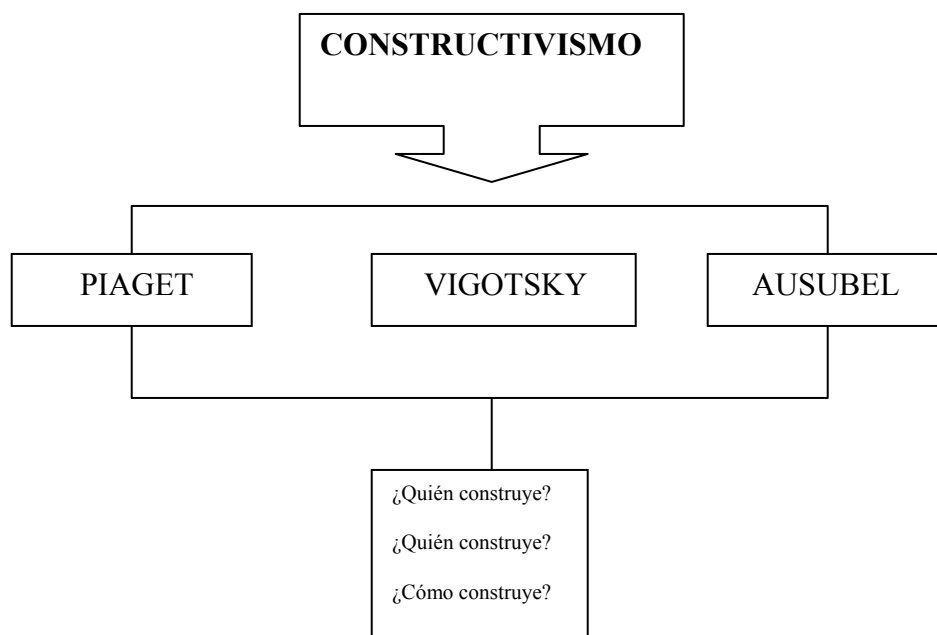 CONSTRUCTIVISMO
PIAGET
VIGOTSKY
AUSUBEL
¿Quién construye?
¿Quién construye?
¿Cómo construye?